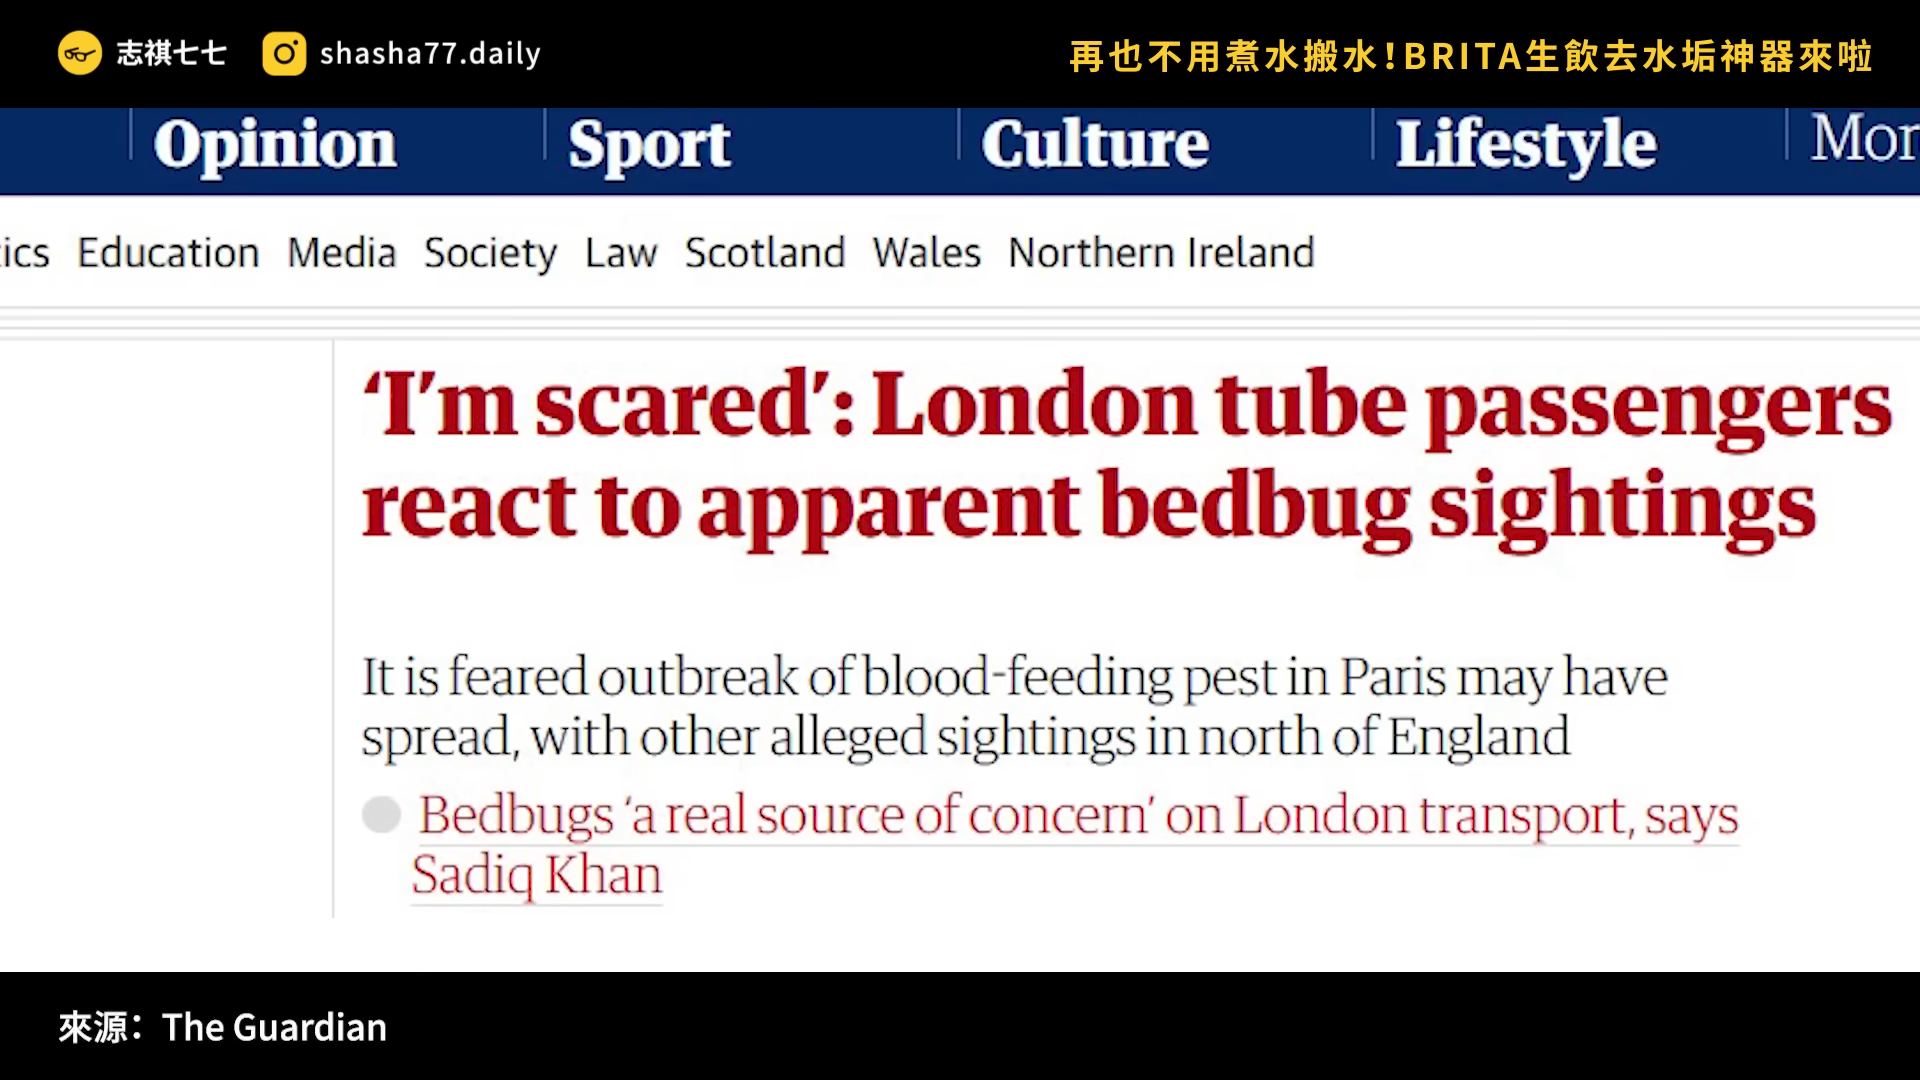 志祺七七 shasha77.daily
再也不用煮水搬水!BRITA生飲去水垢神器來啦
Opinion Sport Culture Lifestyle
Education Media Society Law Scotland Wales Northern Ireland
‘I’m scared’: London tube passengers
react to apparent bedbug sightings
It is feared outbreak of blood-feeding pest in Paris may have
spread, with other alleged sightings in north of England
Bedbugs ‘a real source of concern’ on London transport, says
Sadiq Khan
來源：The Guardian